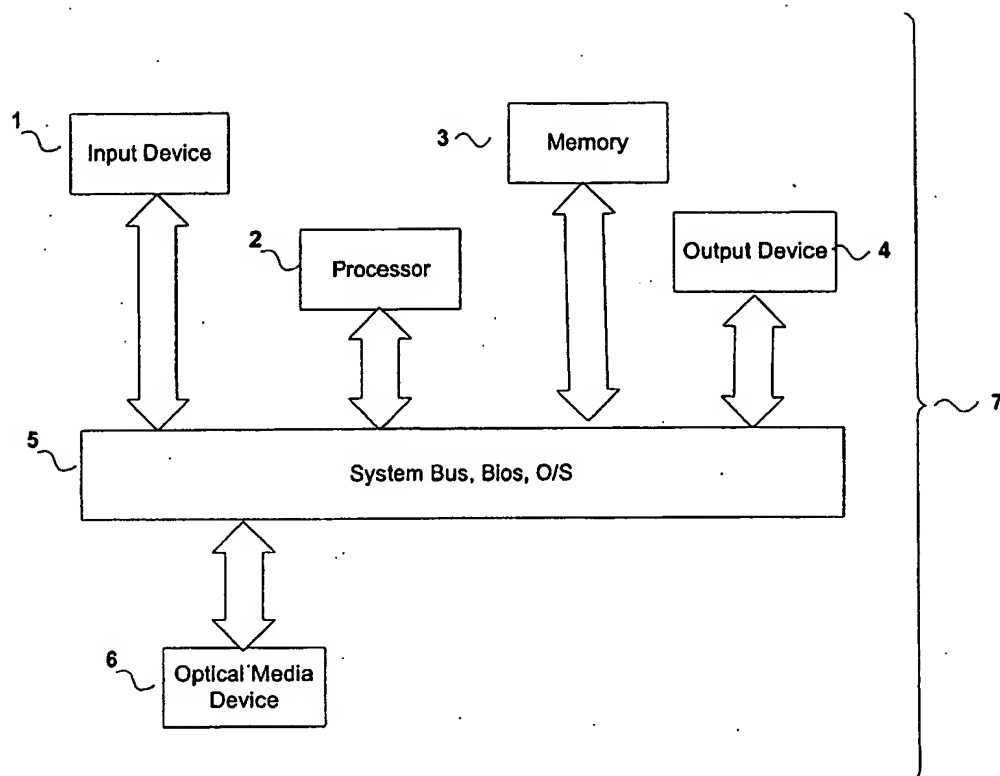 1
Input Device
3
Memory
2
Processor
Output Device
4
7
5
System Bus, Bios, O/S
6
Optical Media
Device